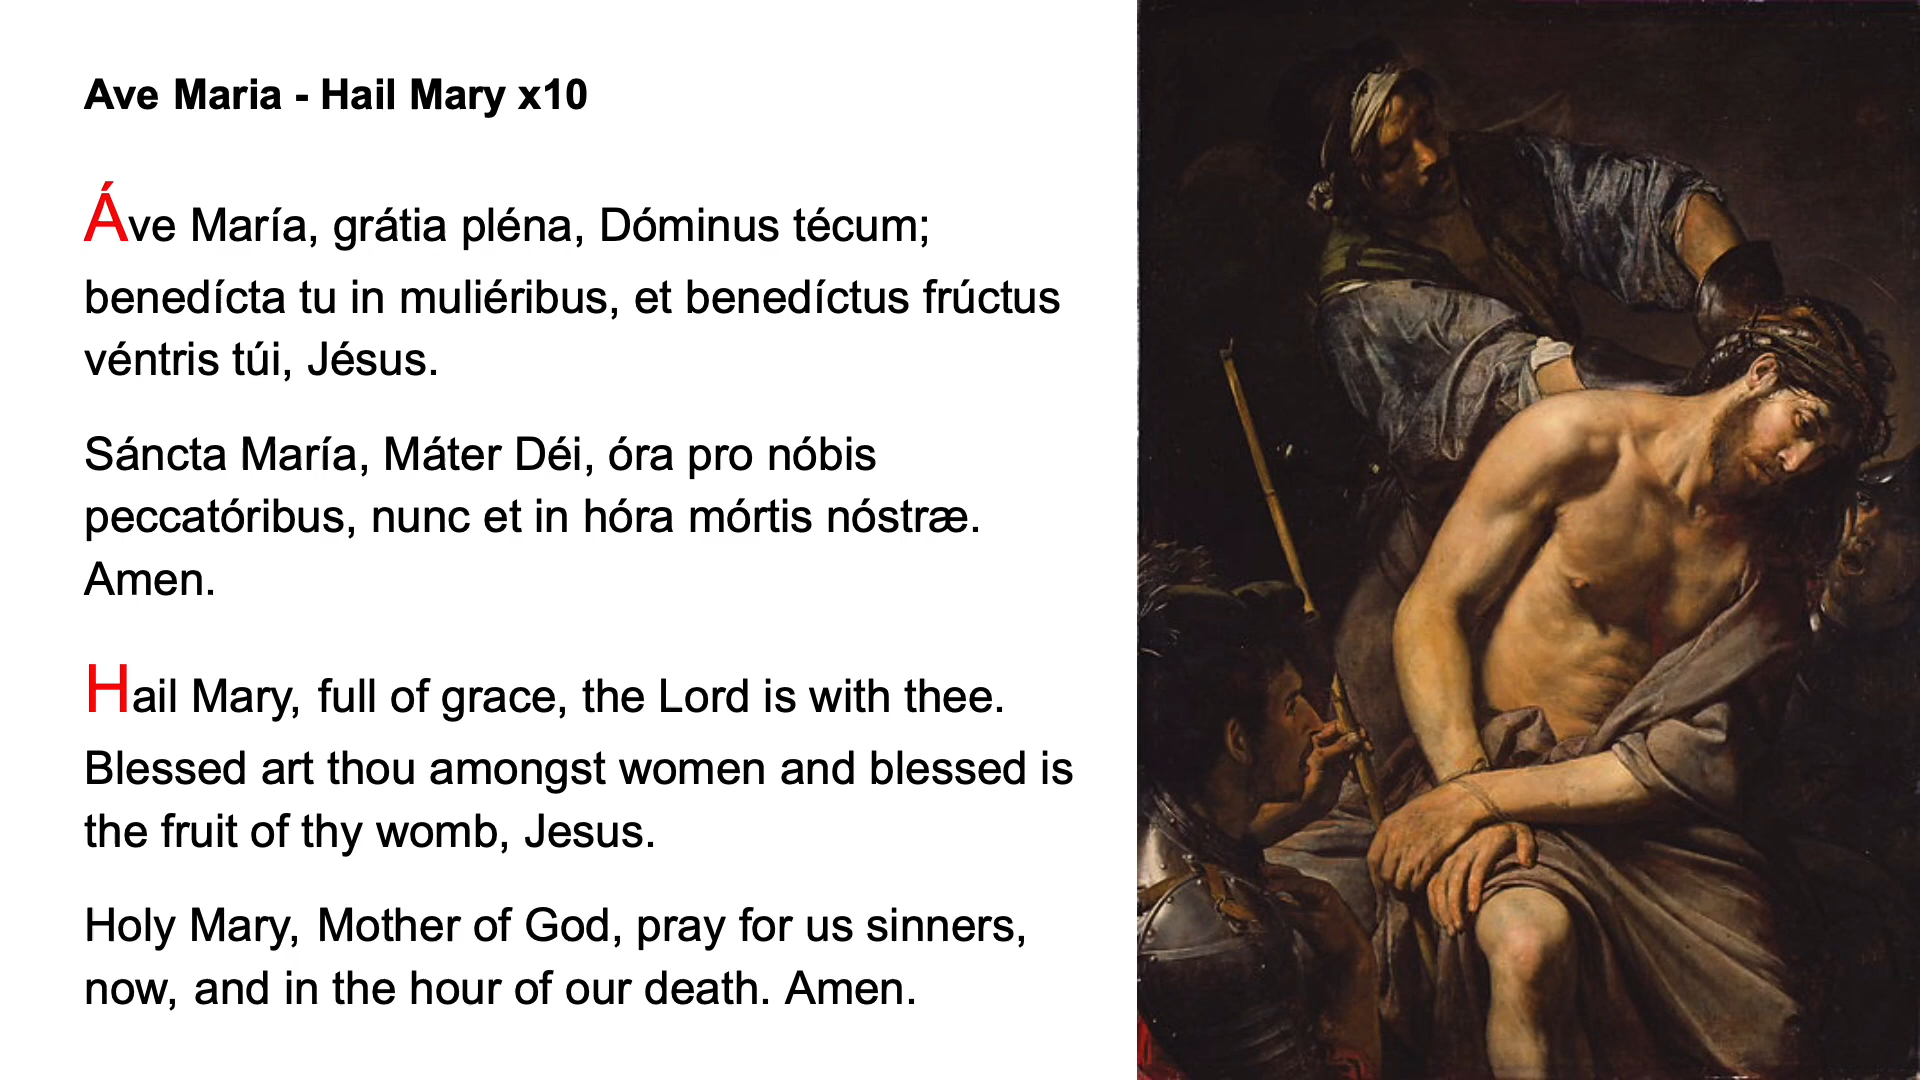 Ave Maria - Hail Mary x10
Áve María, grátia pléna, Dóminus técum;
benedícta tu in muliéribus, et benedíctus frúctus
véntris túi, Jésus.
Sáncta María, Máter Déi, óra pro nóbis
peccatóribus, nunc et in hóra mórtis nóstræ.
Amen.
Hail Mary, full of grace, the Lord is with thee.
Blessed art thou amongst women and blessed is
the fruit of thy womb, Jesus.
Holy Mary, Mother of God, pray for us sinners,
now, and in the hour of our death. Amen.